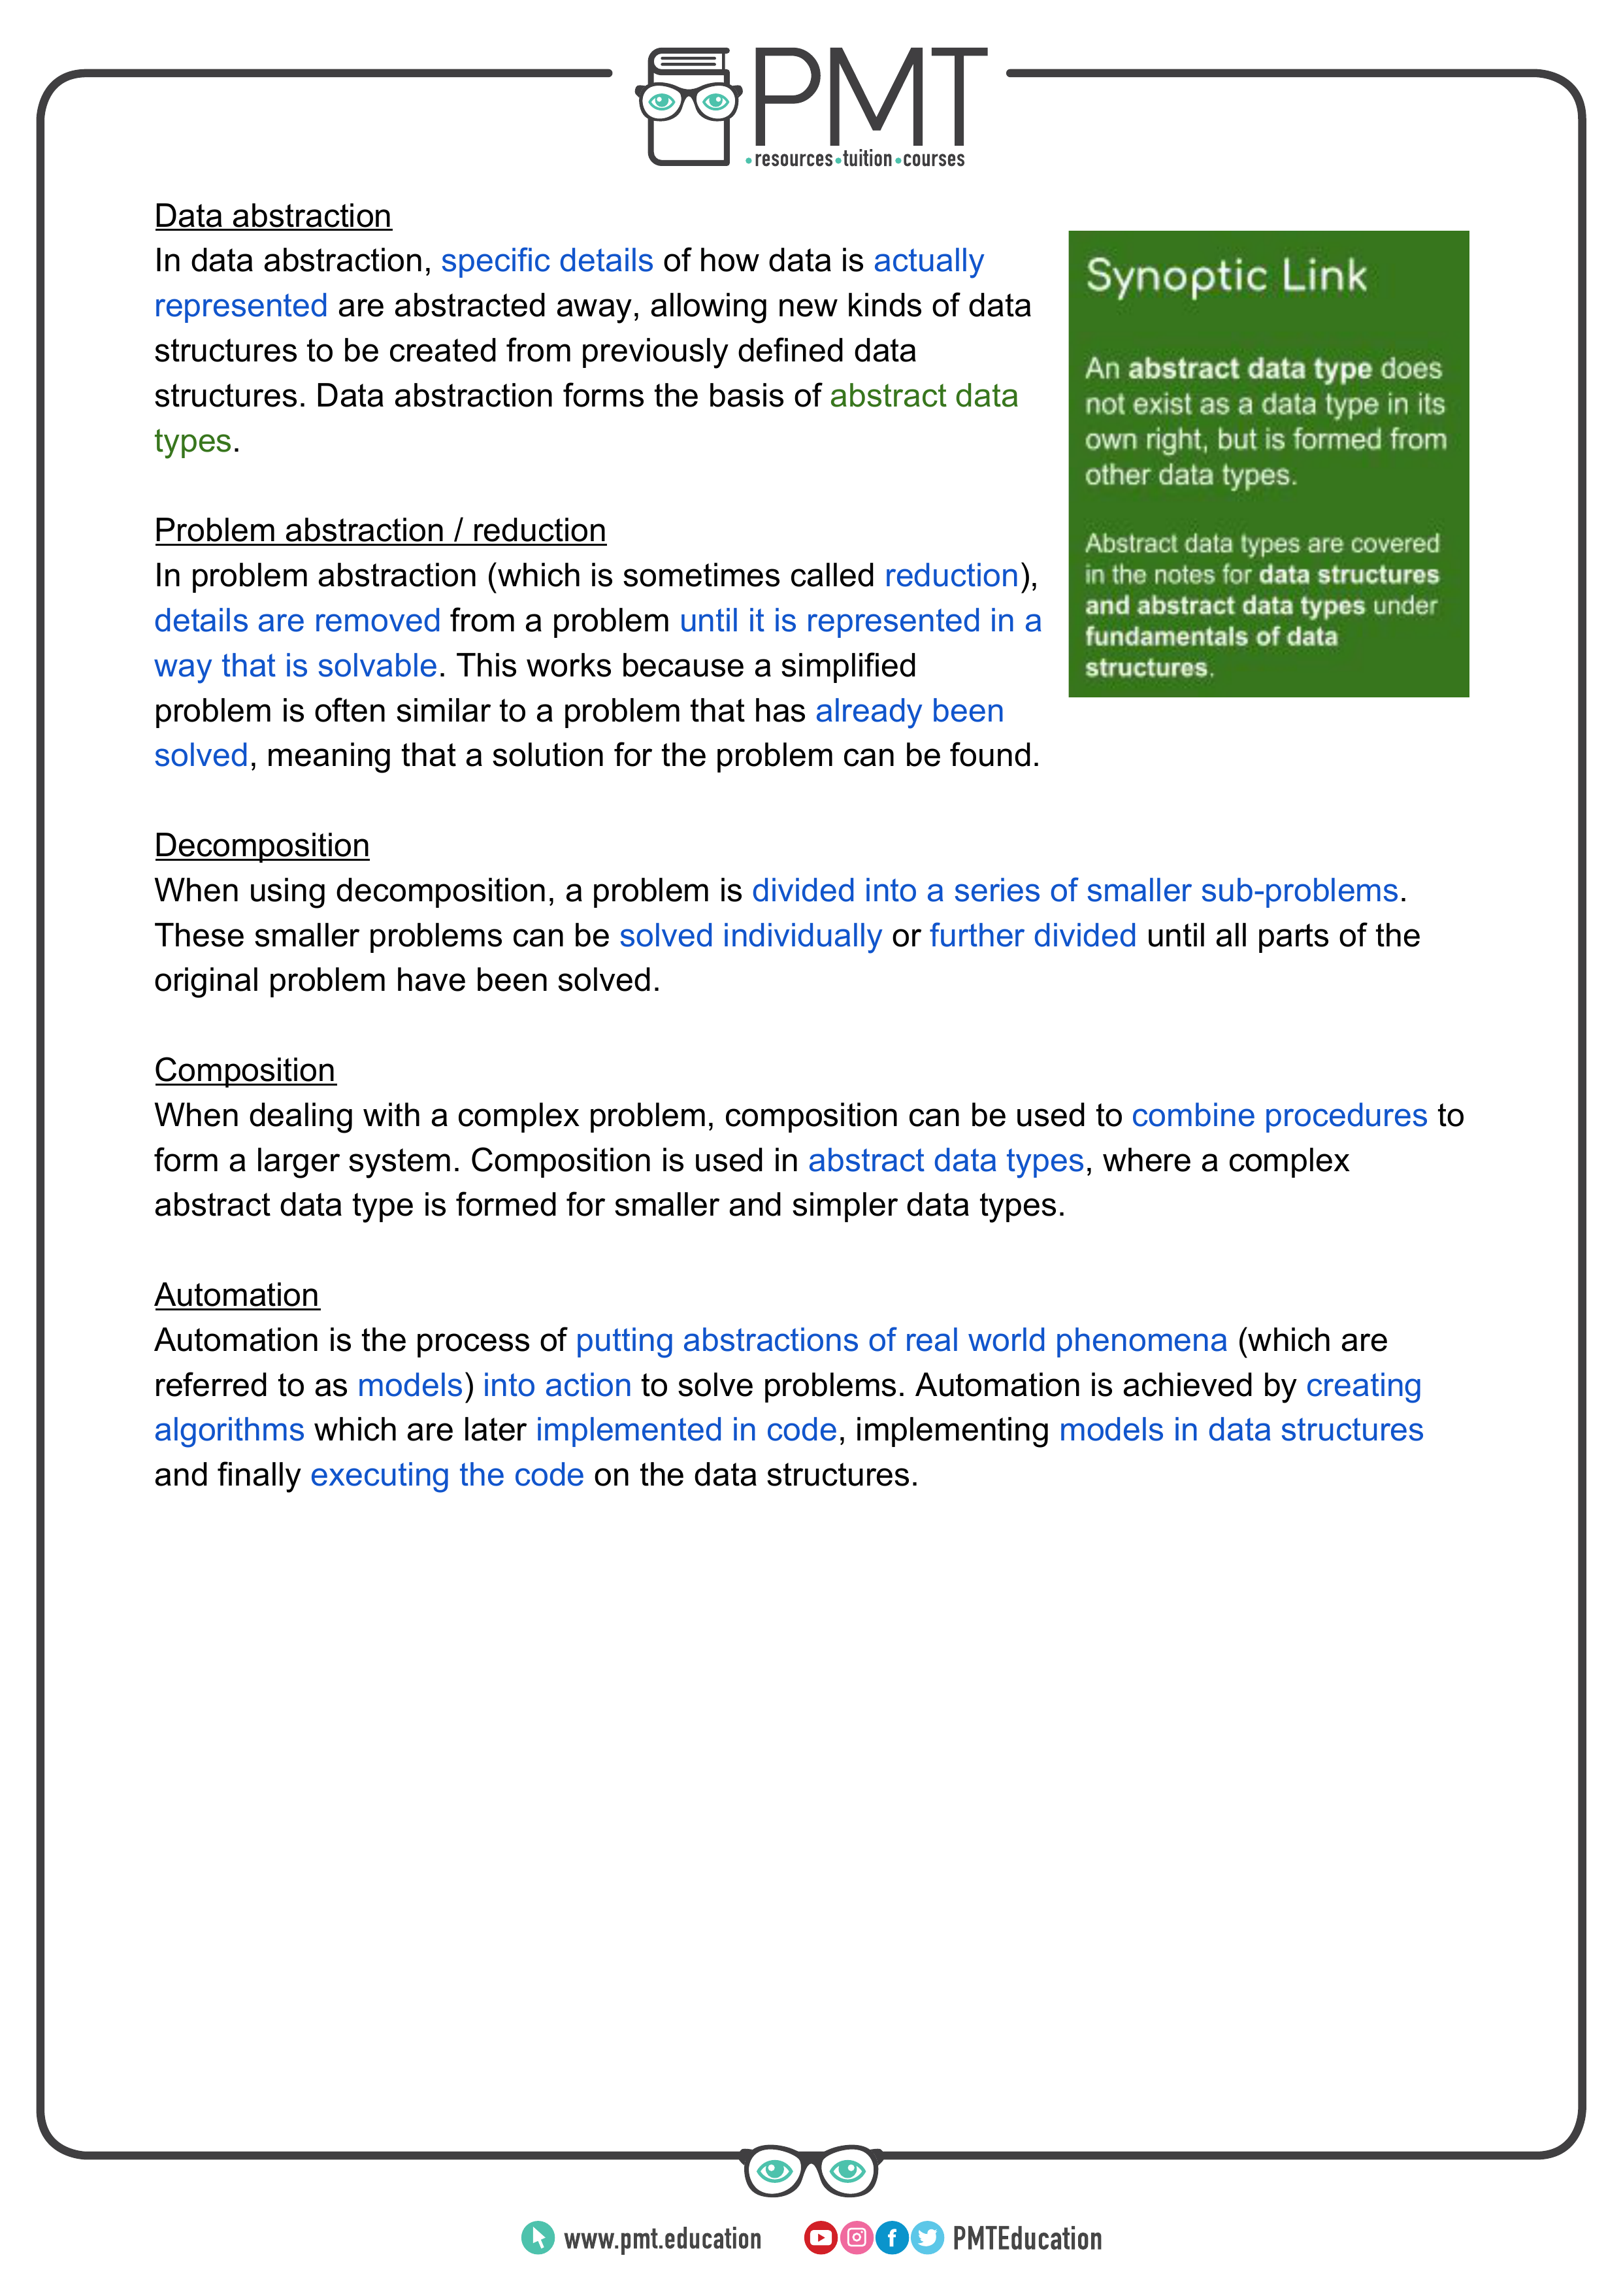 PMT
•resources•tuition•courses
Data abstraction
In data abstraction, specific details of how data is actually
represented are abstracted away, allowing new kinds of data
structures to be created from previously defined data
structures. Data abstraction forms the basis of abstract data
types.
Synoptic Link
An abstract data type does
not exist as a data type in its
own right, but is formed from
other data types.
Abstract data types are covered
in the notes for data structures
and abstract data types under
fundamentals of data
structures.
Problem abstraction / reduction
In problem abstraction (which is sometimes called reduction),
details are removed from a problem until it is represented in a
way that is solvable. This works because a simplified
problem is often similar to a problem that has already been
solved, meaning that a solution for the problem can be found.
Decomposition
When using decomposition, a problem is divided into a series of smaller sub-problems.
These smaller problems can be solved individually or further divided until all parts of the
original problem have been solved.
Composition
When dealing with a complex problem, composition can be used to combine procedures to
form a larger system. Composition is used in abstract data types, where a complex
abstract data type is formed for smaller and simpler data types.
Automation
Automation is the process of putting abstractions of real world phenomena (which are
referred to as models) into action to solve problems. Automation is achieved by creating
algorithms which are later implemented in code, implementing models in data structures
and finally executing the code on the data structures.
www.pmt.education
PMTEducation